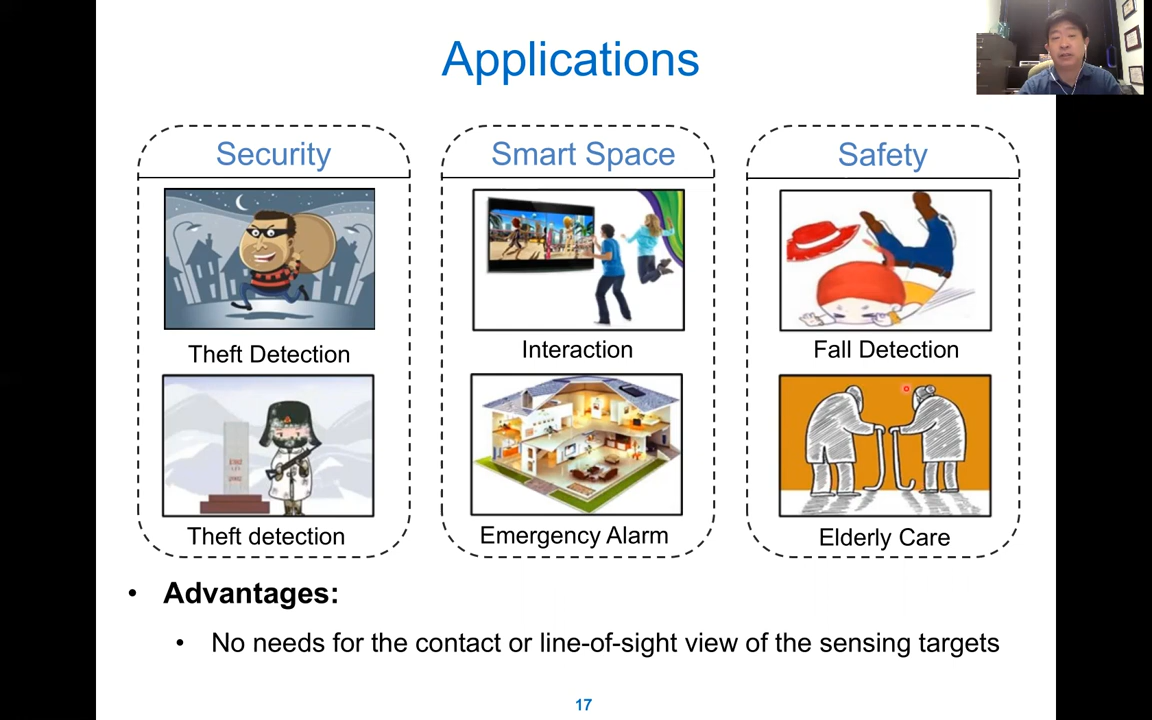 Applications
Security
Theft Detection
Theft detection
Smart Space
Interaction
Emergency Alarm
Safety
Fall Detection
Elderly Care
• Advantages:
• No needs for the contact or line-of-sight view of the sensing targets
17